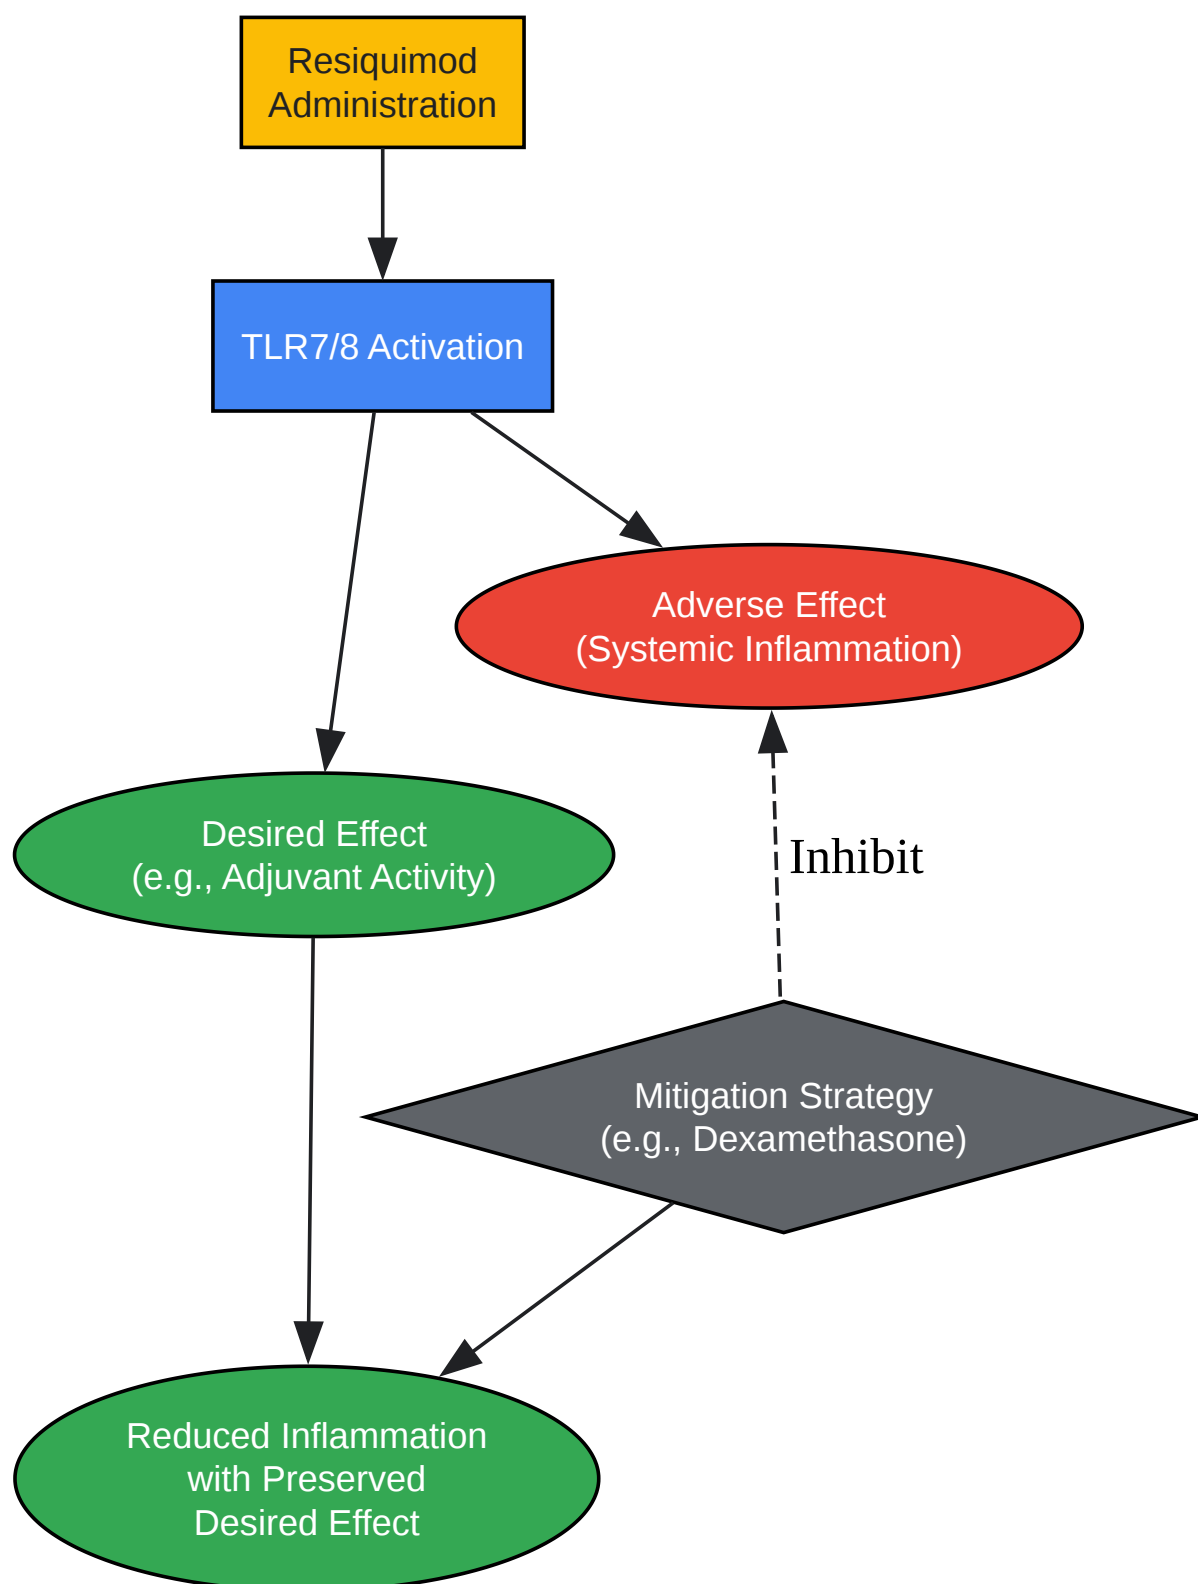 Resiquimod
Administration
TLR7/8 Activation
Adverse Effect
(Systemic Inflammation)
Desired Effect
(e.g., Adjuvant Activity)
Inhibit
Mitigation Strategy
(e.g., Dexamethasone)
Reduced Inflammation
with Preserved
Desired Effect